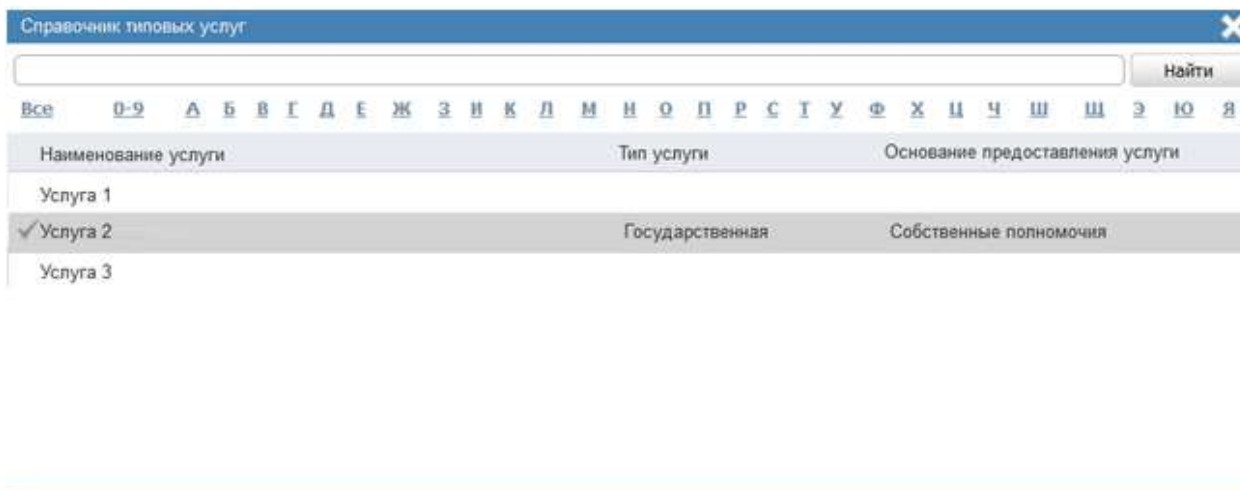 Справочник типовых услуг
Найти
Все 0-9 А Б В Г Д Е Ж З И К Л М Н О П Р С Т У Ф Х Ц Ч Ш Щ Э Ю Я
Наименование услуги Тип услуги Основание предоставления услуги
Услуга 1
Услуга 2 Государственная Собственные полномочия
Услуга 3